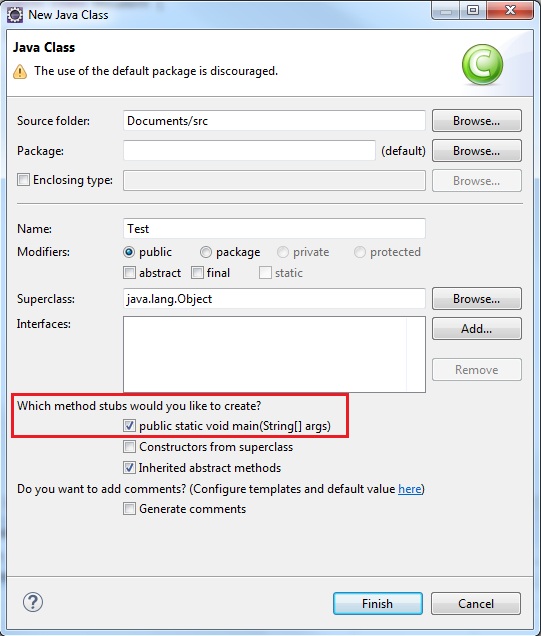 New Java Class
Java Class
The use of the default package is discouraged.
C
Source folder: Documents/src Browse...
Package: (default) Browse...
Enclosing type: Browse...
Name: Test
Modifiers: public package private protected
abstract final static
Superclass: java.lang.Object Browse...
Interfaces: Add...
Remove
Which method stubs would you like to create?
public static void main(String[] args)
Constructors from superclass
Inherited abstract methods
Do you want to add comments? (Configure templates and default value here)
Generate comments
? Finish Cancel